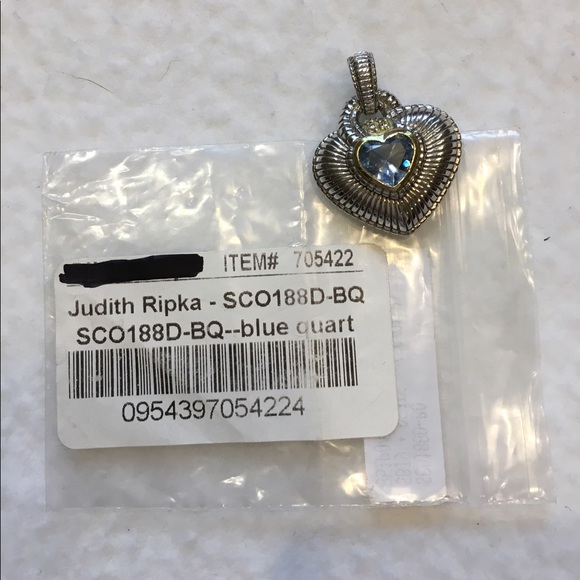 ITEM# 705422
Judith Ripka - SCO188D-BQ
SCO188D-BQ--blue quart
0954397054224